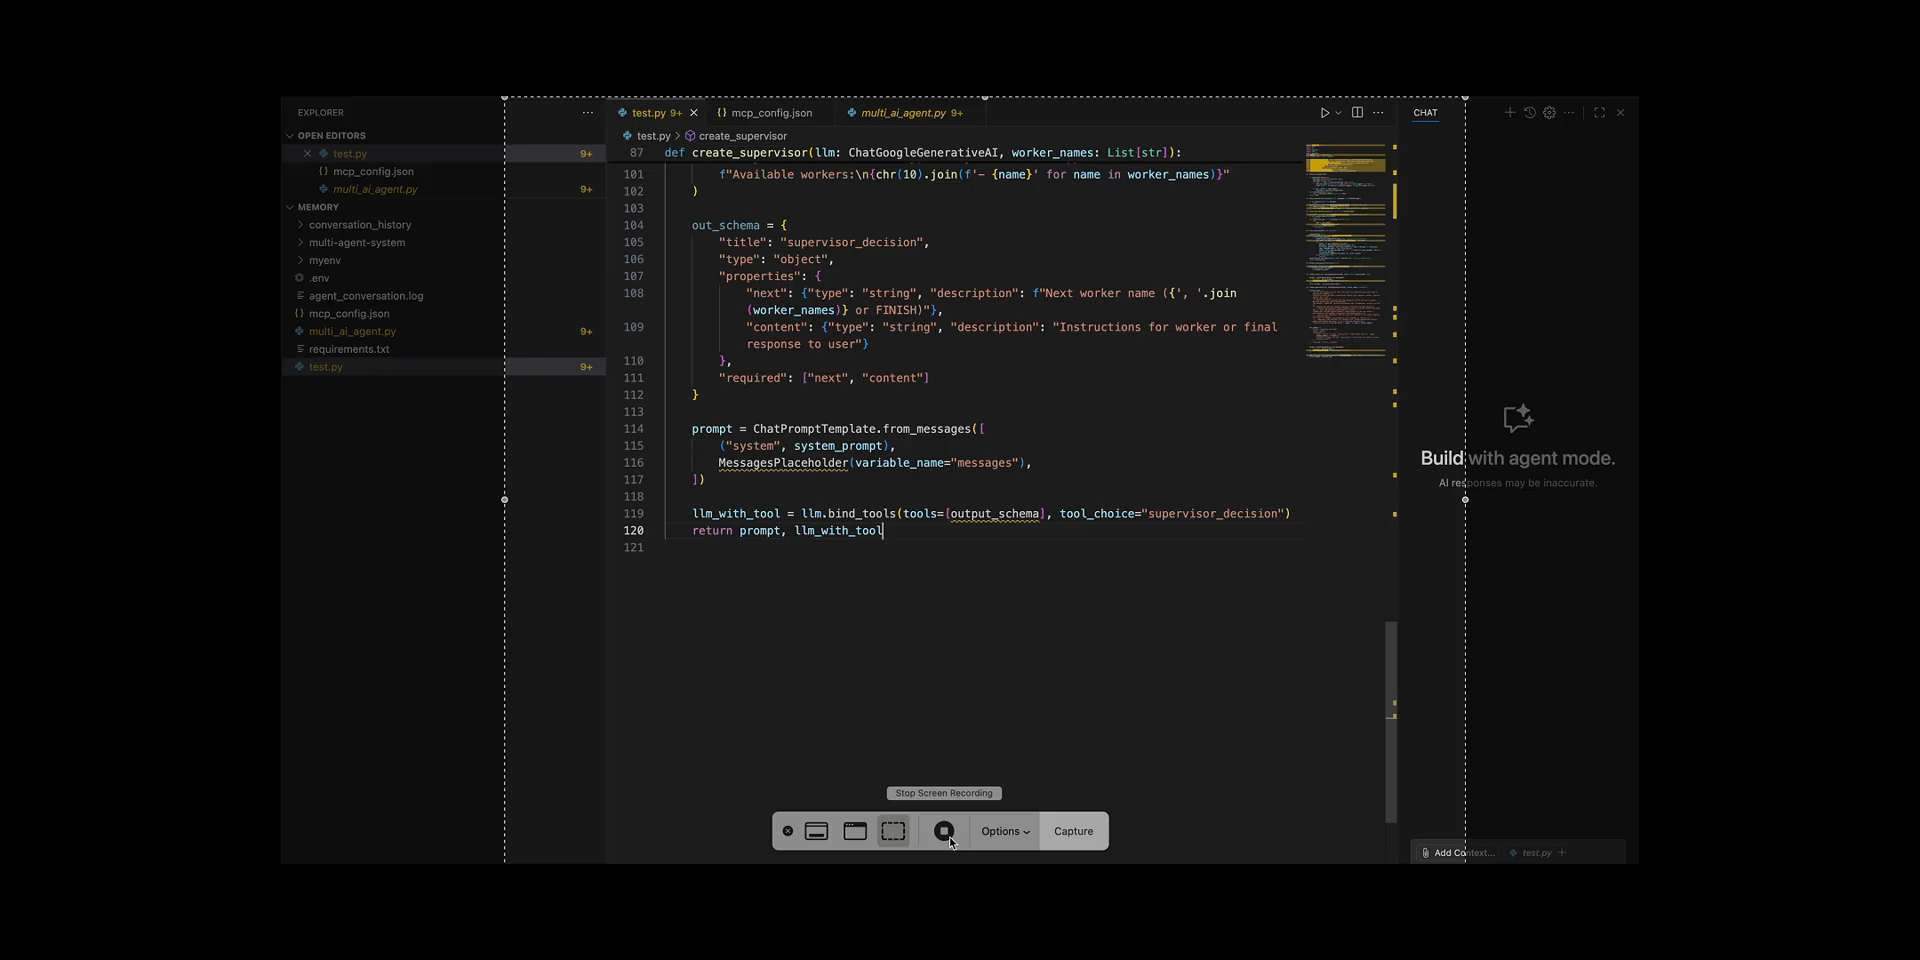 EXPLORER
OPEN EDITORS
test.py 9+
mcp_config.json
multi_ai_agent.py 9+
MEMORY
conversation_history
multi-agent-system
myenv
.env
agent_conversation.log
mcp_config.json
multi_ai_agent.py 9+
requirements.txt
test.py 9+
test.py 9+ mcp_config.json multi_ai_agent.py 9+
test.py > create_supervisor
87 def create_supervisor(llm: ChatGoogleGenerativeAI, worker_names: List[str]):
101 f"Available workers:\n{chr(10).join(f'- {name}' for name in worker_names)}"
102 )
103
104 out_schema = {
105 "title": "supervisor_decision",
106 "type": "object",
107 "properties": {
108 "next": {"type": "string", "description": f"Next worker name ({', '.join
(worker_names)} or FINISH)"},
109 "content": {"type": "string", "description": "Instructions for worker or final
response to user"}
110 },
111 "required": ["next", "content"]
112 }
113
114 prompt = ChatPromptTemplate.from_messages([
115 ("system", system_prompt),
116 MessagesPlaceholder(variable_name="messages"),
117 ])
118
119 llm_with_tool = llm.bind_tools(tools=[output_schema], tool_choice="supervisor_decision")
120 return prompt, llm_with_tool
121
Stop Screen Recording
Options Capture
CHAT
Build with agent mode.
AI responses may be inaccurate.
Add Context... test.py